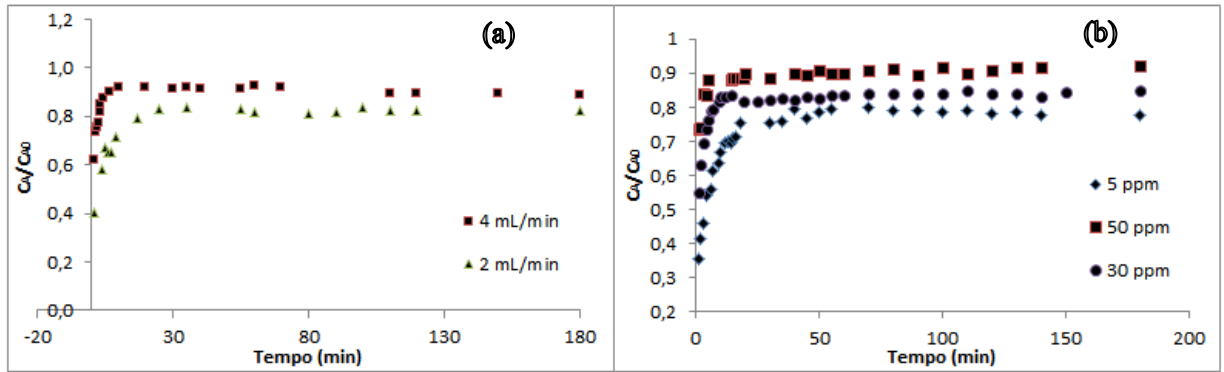 (a)
1,2
1,0
0,8
0,6
0,4
0,2
0,0
CA/CA0
-20 30 80 130 180
Tempo (min)
4 mL/min
2 mL/min
(b)
1
0,9
0,8
0,7
0,6
0,5
0,4
0,3
0,2
CA/CA0
0 50 100 150 200
Tempo (min)
5 ppm
50 ppm
30 ppm